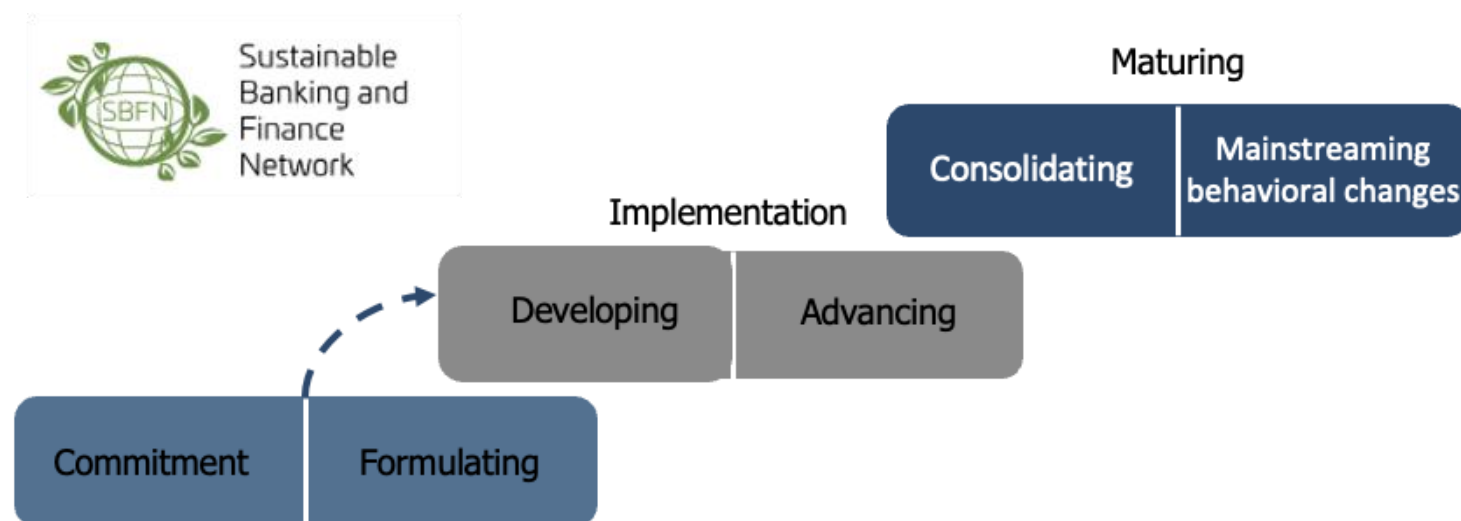 SBFN
Sustainable
Banking and
Finance
Network
Maturing
Consolidating
Mainstreaming
behavioral changes
Implementation
Developing
Advancing
Commitment
Formulating